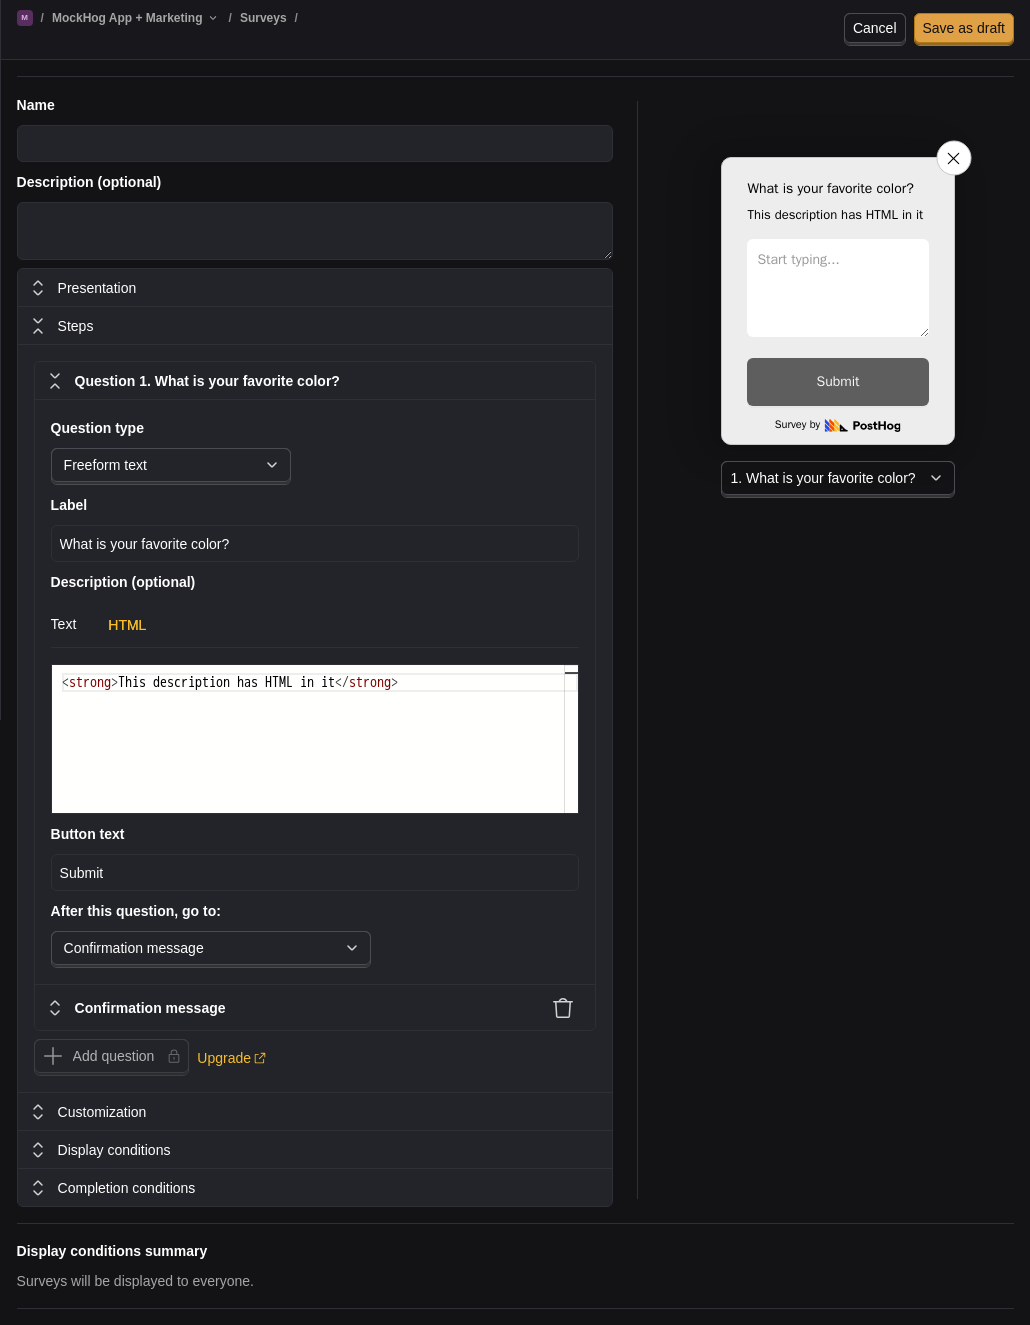 M / MockHog App + Marketing / Surveys /
Cancel
Save as draft
Name
Description (optional)
Presentation
Steps
Question 1. What is your favorite color?
Question type
Freeform text
Label
What is your favorite color?
Description (optional)
Text
HTML
<strong>This description has HTML in it</strong>
Button text
Submit
After this question, go to:
Confirmation message
Confirmation message
Add question
Upgrade
Customization
Display conditions
Completion conditions
What is your favorite color?
This description has HTML in it
Start typing...
Submit
Survey by PostHog
1. What is your favorite color?
Display conditions summary
Surveys will be displayed to everyone.